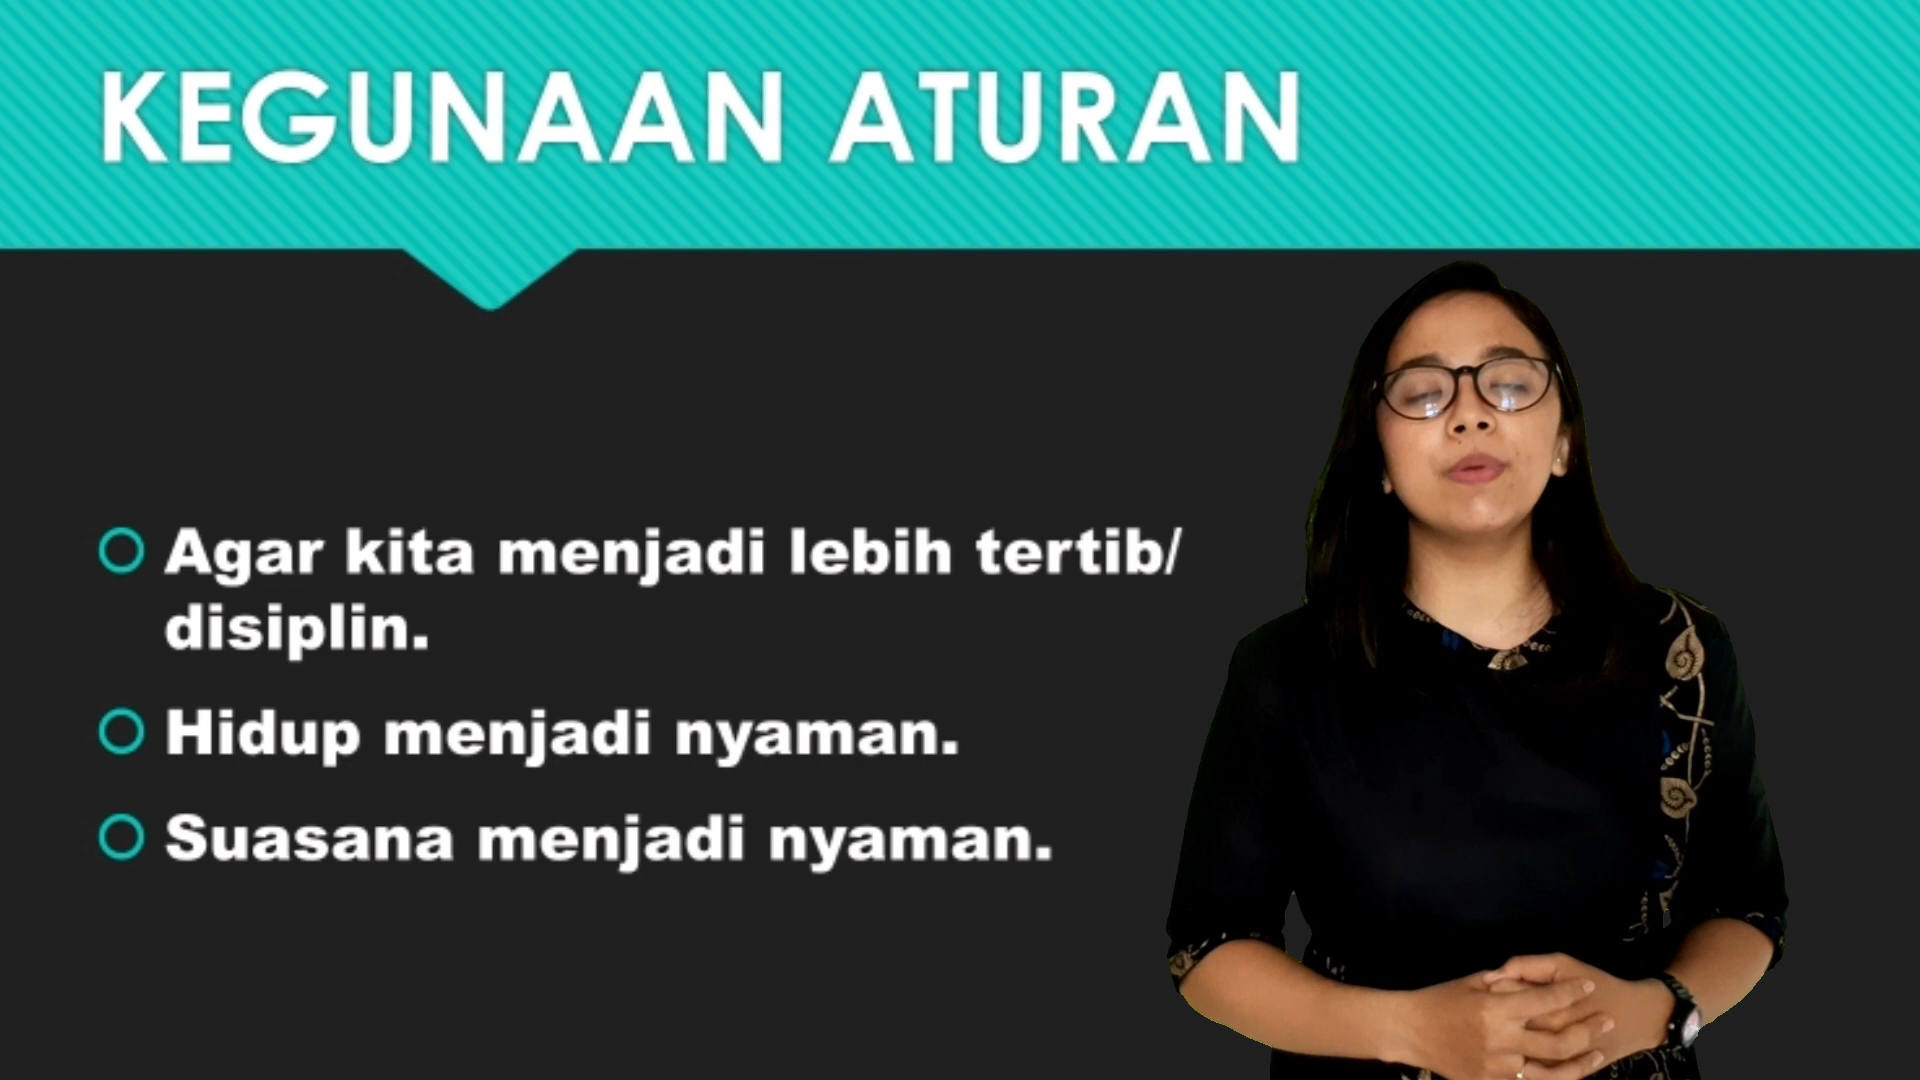 KEGUNAAN ATURAN
Agar kita menjadi lebih tertib/
disiplin.
Hidup menjadi nyaman.
Suasana menjadi nyaman.